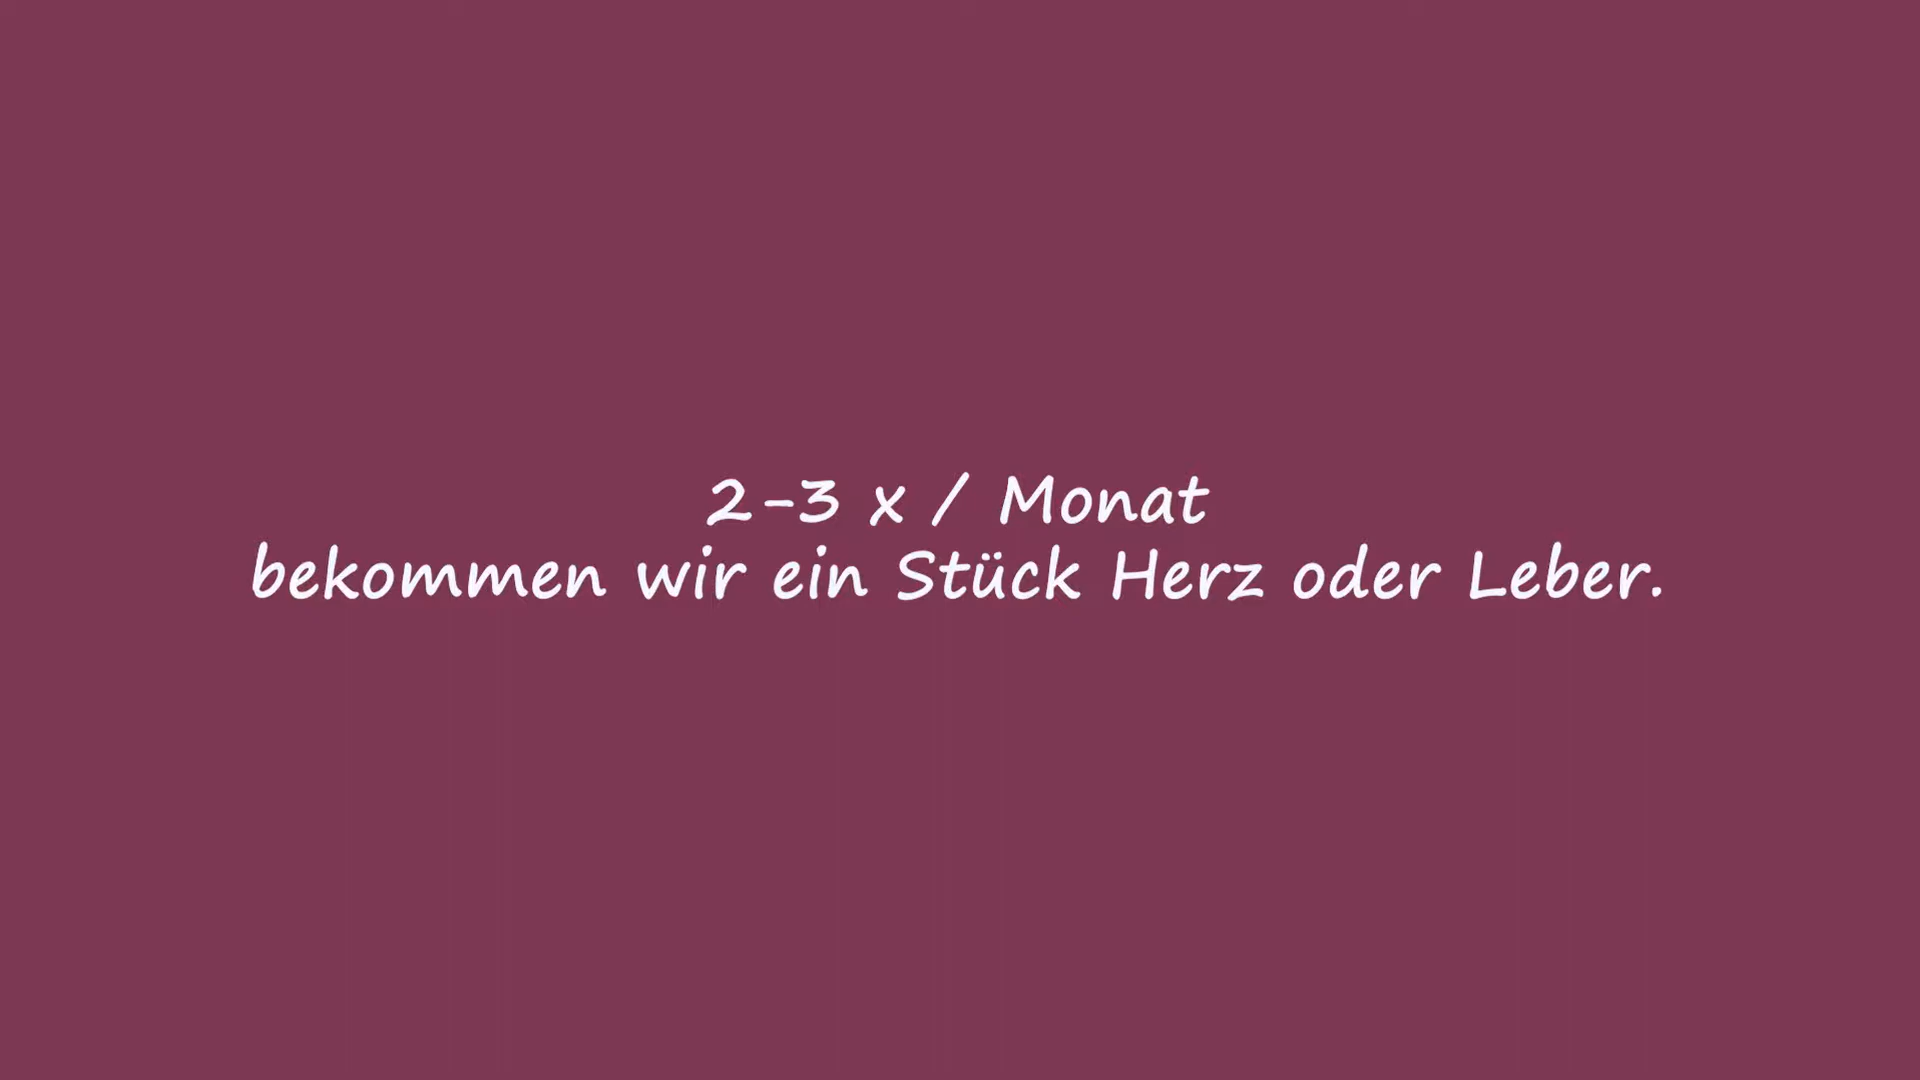 2-3 x / Monat
bekommen wir ein Stück Herz oder Leber.